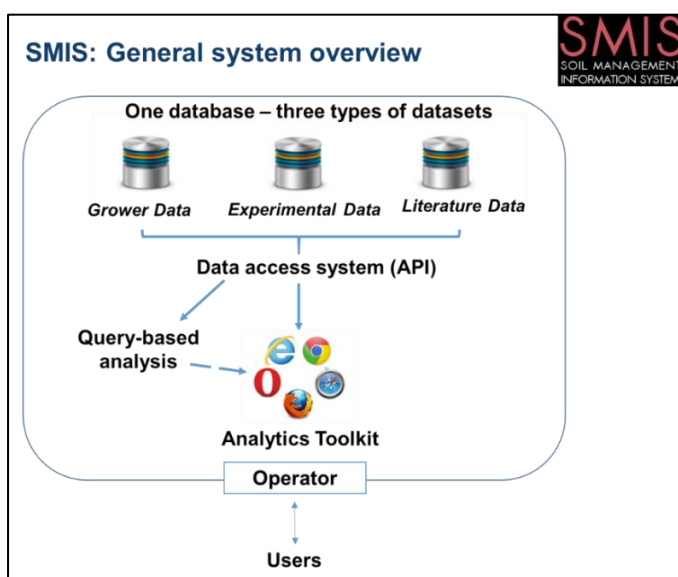 SMIS: General system overview
SMIS
SOIL MANAGEMENT
INFORMATION SYSTEM
One database – three types of datasets
Grower Data
Experimental Data
Literature Data
Data access system (API)
Query-based
analysis
Analytics Toolkit
Operator
Users